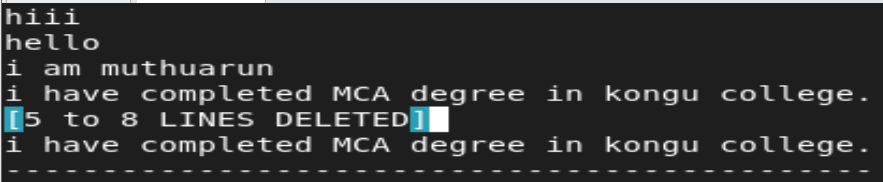 hiii
hello
i am muthuarun
i have completed MCA degree in kongu college.
[5 to 8 LINES DELETED]
i have completed MCA degree in kongu college.
---------------------------------------------